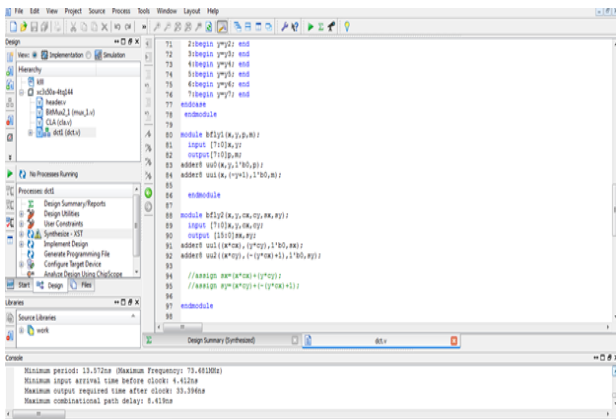 File Edit View Project Source Process Tools Window Layout Help
Design
View: Implementation Simulation
Hierarchy
kill
xc3s50a-4tq144
header.v
BitMux2_1 (mux_1.v)
CLA (cla.v)
dct1 (dct.v)
No Processes Running
Processes: dct1
Design Summary/Reports
Design Utilities
User Constraints
Synthesize - XST
Implement Design
Generate Programming File
Configure Target Device
Analyze Design Using ChipScope
Start Design Files
Libraries
Source Libraries
work
71 2:begin y=y2; end
72 3:begin y=y3; end
73 4:begin y=y4; end
74 5:begin y=y5; end
75 6:begin y=y6; end
76 7:begin y=y7; end
77 endcase
78 endmodule
79
80 module bfly1(x,y,p,m);
81 input [7:0]x,y;
82 output[7:0]p,m;
83 adder8 uu0(x,y,1'b0,p);
84 adder8 uu1(x,(~y+1),1'b0,m);
85
86 endmodule
87
88 module bfly2(x,y,cx,cy,sx,sy);
89 input [7:0]x,y,cx,cy;
90 output [15:0]sx,sy;
91 adder8 uu1((x*cx),(y*cy),1'b0,sx);
92 adder8 uu2((x*cy),(~(y*cx)+1),1'b0,sy);
93
94 //assign sx=(x*cx)+(y*cy);
95 //assign sy=(x*cy)+(~(y*cx)+1);
96
97 endmodule
98
Design Summary (Synthesized) dct.v
Console
Minimum period: 13.572ns (Maximum Frequency: 73.681MHz)
Minimum input arrival time before clock: 4.412ns
Maximum output required time after clock: 33.396ns
Maximum combinational path delay: 8.419ns